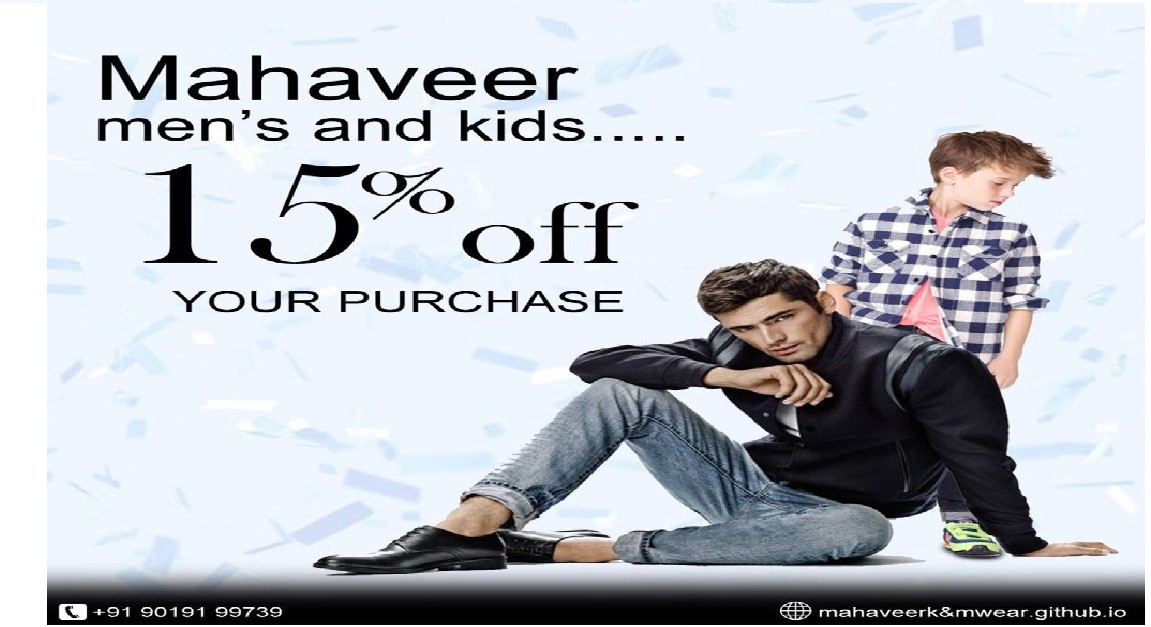 Mahaveer
men's and kids.....
15% off
YOUR PURCHASE
+91 90191 99739
mahaveerk&mwear.github.io